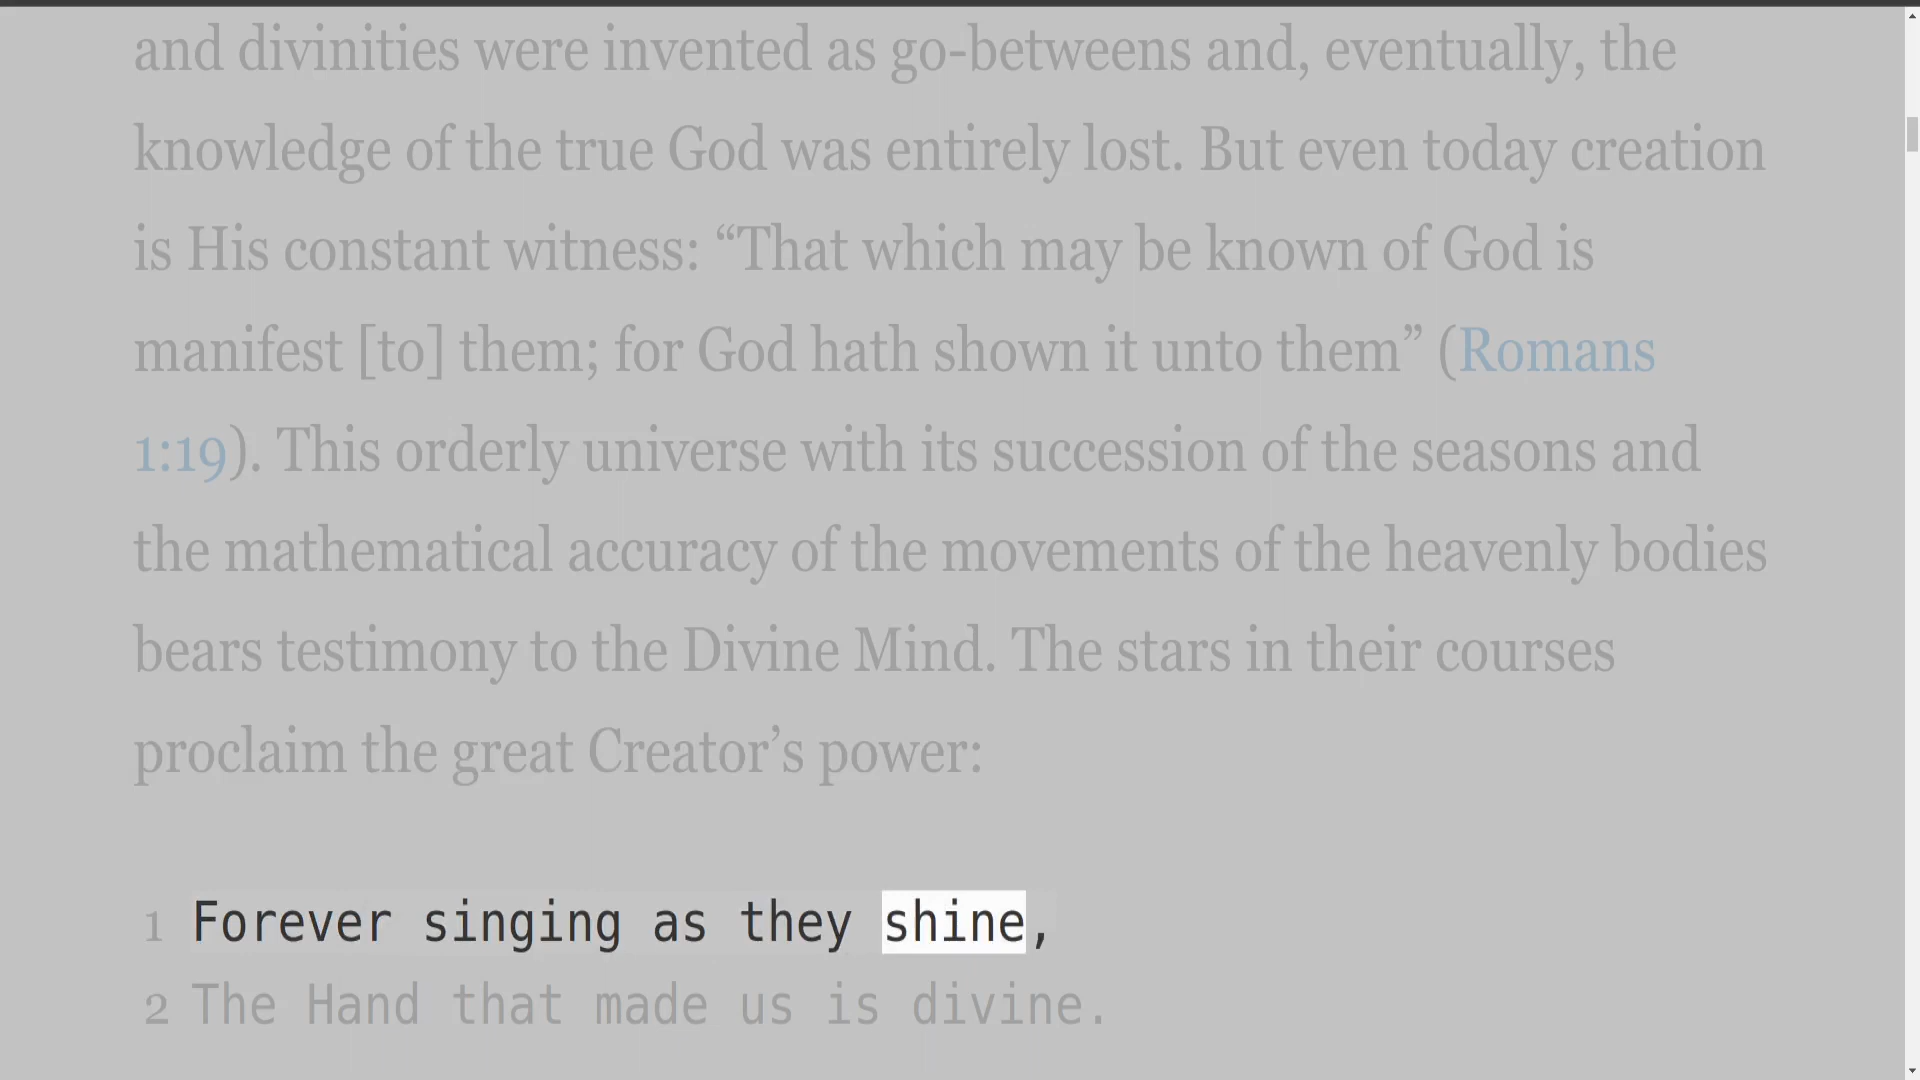 and divinities were invented as go-betweens and, eventually, the
knowledge of the true God was entirely lost. But even today creation
is His constant witness: “That which may be known of God is
manifest [to] them; for God hath shown it unto them” (Romans
1:19). This orderly universe with its succession of the seasons and
the mathematical accuracy of the movements of the heavenly bodies
bears testimony to the Divine Mind. The stars in their courses
proclaim the great Creator’s power:
1 Forever singing as they shine,
2 The Hand that made us is divine.